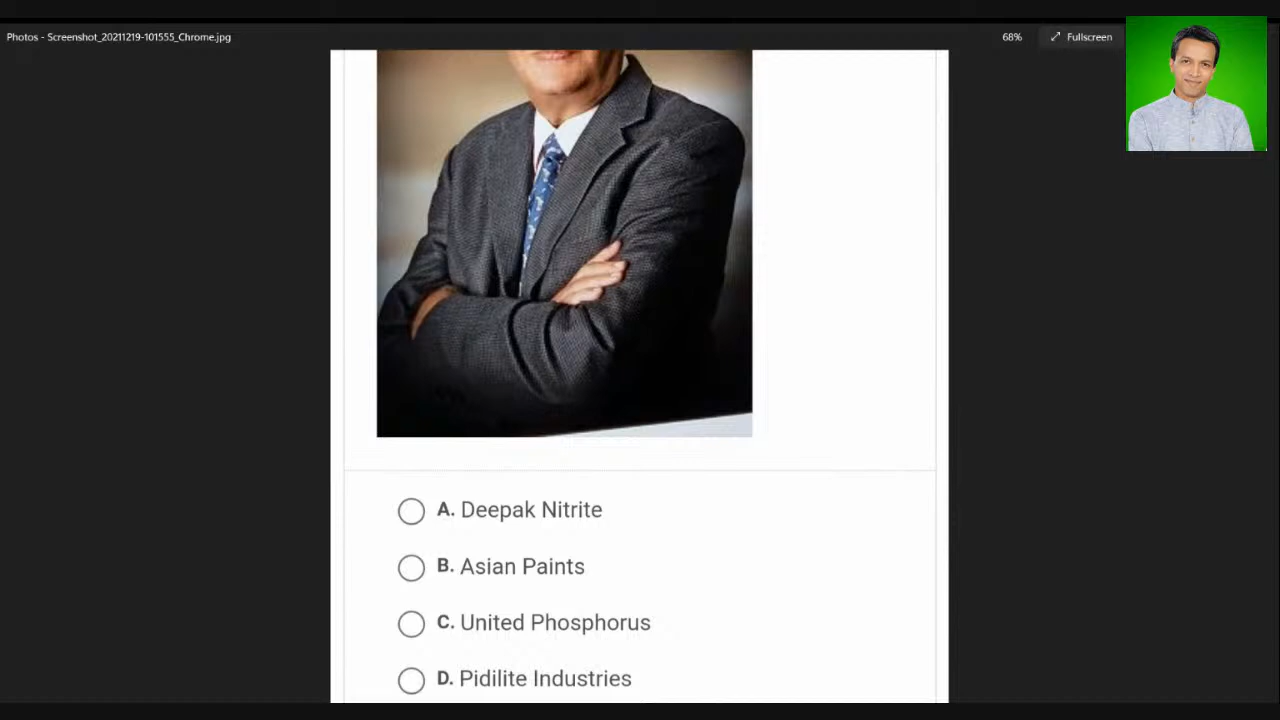 Photos - Screenshot_20211219-101555_Chrome.jpg
68%
Fullscreen
A. Deepak Nitrite
B. Asian Paints
C. United Phosphorus
D. Pidilite Industries